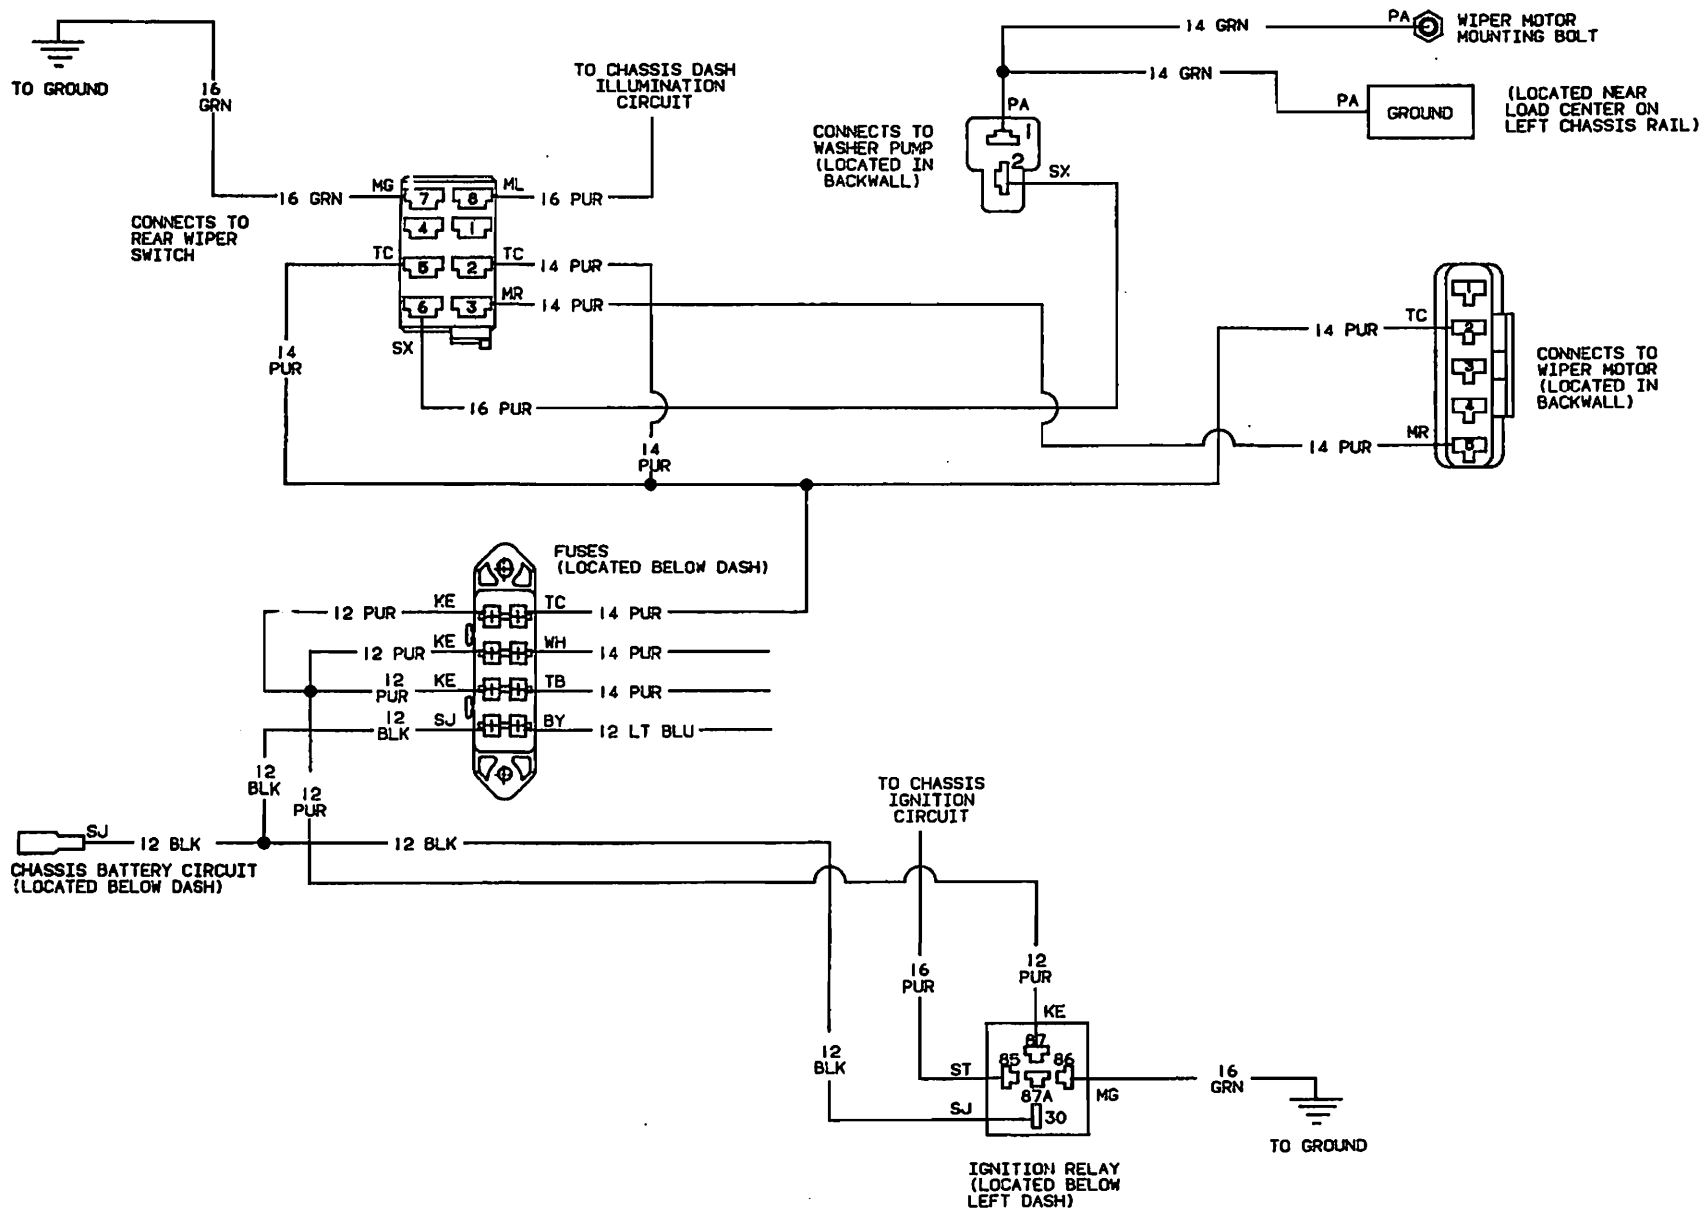 14 GRN
PA
WIPER MOTOR
MOUNTING BOLT
TO GROUND
16
GRN
TO CHASSIS DASH
ILLUMINATION
CIRCUIT
14 GRN
PA
GROUND
(LOCATED NEAR
LOAD CENTER ON
LEFT CHASSIS RAIL)
PA
CONNECTS TO
WASHER PUMP
(LOCATED IN
BACKWALL)
1
2
SX
16 GRN
MG
7
8
ML
16 PUR
CONNECTS TO
REAR WIPER
SWITCH
4
1
TC
5
2
TC
14 PUR
6
3
MR
14 PUR
SX
14
PUR
16 PUR
14
PUR
14 PUR
TC
14 PUR
MR
1
2
3
4
5
CONNECTS TO
WIPER MOTOR
(LOCATED IN
BACKWALL)
FUSES
(LOCATED BELOW DASH)
12 PUR
KE
TC
14 PUR
12 PUR
KE
WH
14 PUR
12
PUR
KE
TB
14 PUR
12
BLK
SJ
BY
12 LT BLU
12
BLK
12
PUR
TO CHASSIS
IGNITION
CIRCUIT
SJ
12 BLK
12 BLK
CHASSIS BATTERY CIRCUIT
(LOCATED BELOW DASH)
16
PUR
12
PUR
KE
12
BLK
ST
SJ
87
85
86
87A
30
MG
16
GRN
TO GROUND
IGNITION RELAY
(LOCATED BELOW
LEFT DASH)